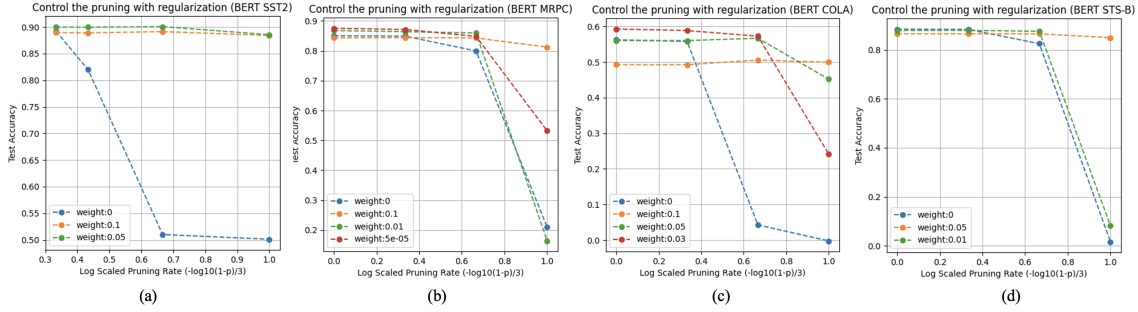 Control the pruning with regularization (BERT SST2)
0.90
0.85
0.80
0.75
0.70
0.65
0.60
0.55
0.50
Test Accuracy
weight:0
weight:0.1
weight:0.05
0.3 0.4 0.5 0.6 0.7 0.8 0.9 1.0
Log Scaled Pruning Rate (-log10(1-p)/3)
(a)
Control the pruning with regularization (BERT MRPC)
0.9
0.8
0.7
0.6
0.5
0.4
0.3
0.2
Test Accuracy
weight:0
weight:0.1
weight:0.01
weight:5e-05
0.0 0.2 0.4 0.6 0.8 1.0
Log Scaled Pruning Rate (-log10(1-p)/3)
(b)
Control the pruning with regularization (BERT COLA)
0.6
0.5
0.4
0.3
0.2
0.1
0.0
Test Accuracy
weight:0
weight:0.1
weight:0.05
weight:0.03
0.0 0.2 0.4 0.6 0.8 1.0
Log Scaled Pruning Rate (-log10(1-p)/3)
(c)
Control the pruning with regularization (BERT STS-B)
0.8
0.6
0.4
0.2
0.0
Test Accuracy
weight:0
weight:0.05
weight:0.01
0.0 0.2 0.4 0.6 0.8 1.0
Log Scaled Pruning Rate (-log10(1-p)/3)
(d)